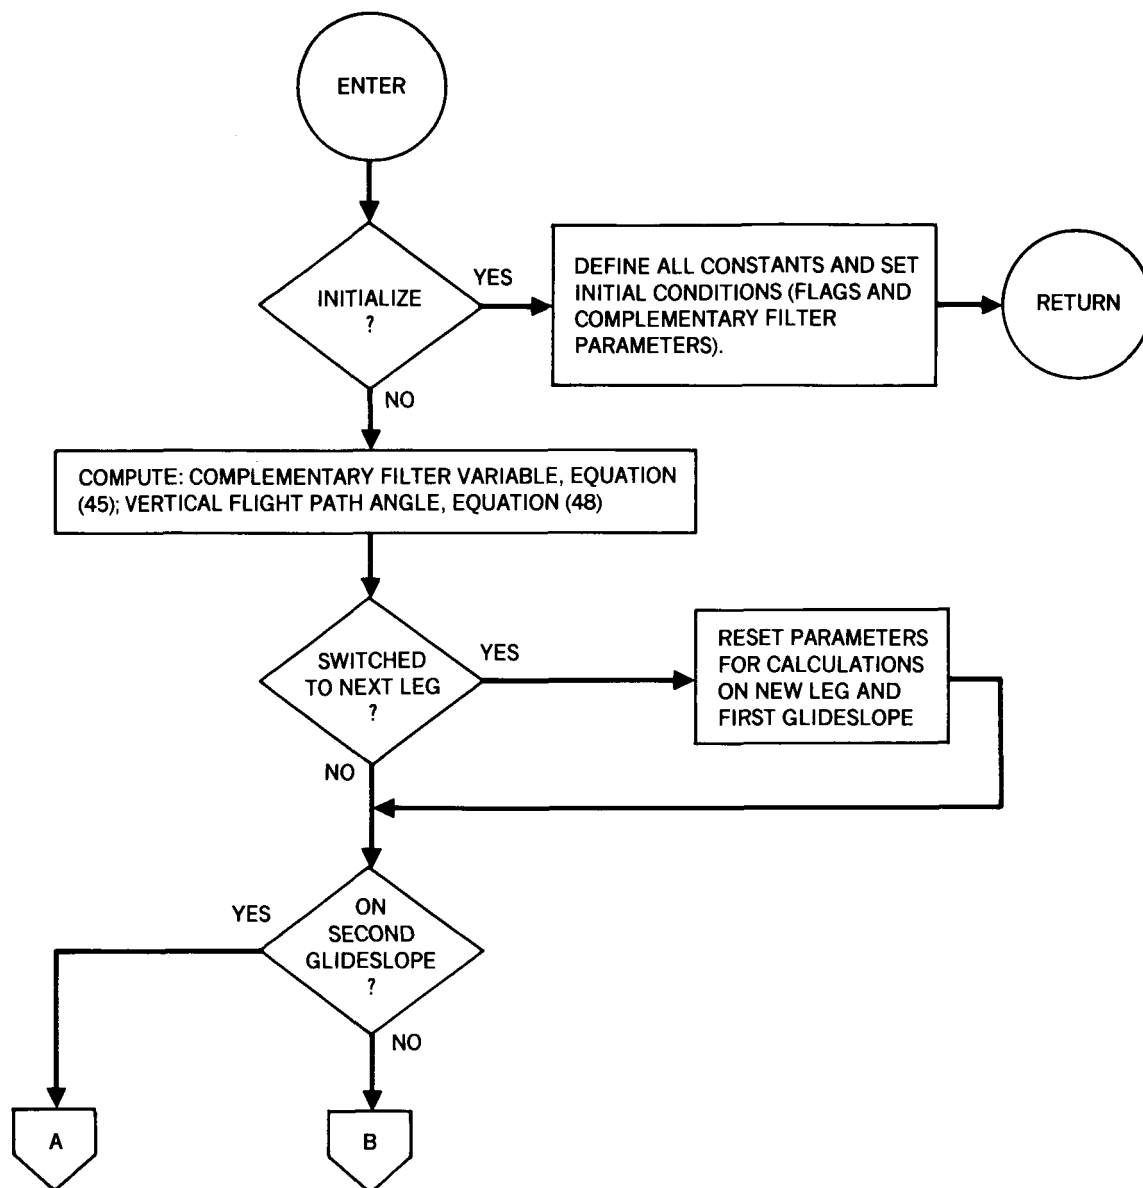 ENTER
INITIALIZE
?
YES
DEFINE ALL CONSTANTS AND SET
INITIAL CONDITIONS (FLAGS AND
COMPLEMENTARY FILTER
PARAMETERS).
RETURN
NO
COMPUTE: COMPLEMENTARY FILTER VARIABLE, EQUATION
(45); VERTICAL FLIGHT PATH ANGLE, EQUATION (48)
SWITCHED
TO NEXT LEG
?
YES
RESET PARAMETERS
FOR CALCULATIONS
ON NEW LEG AND
FIRST GLIDESLOPE
NO
YES
ON
SECOND
GLIDESLOPE
?
NO
A
B